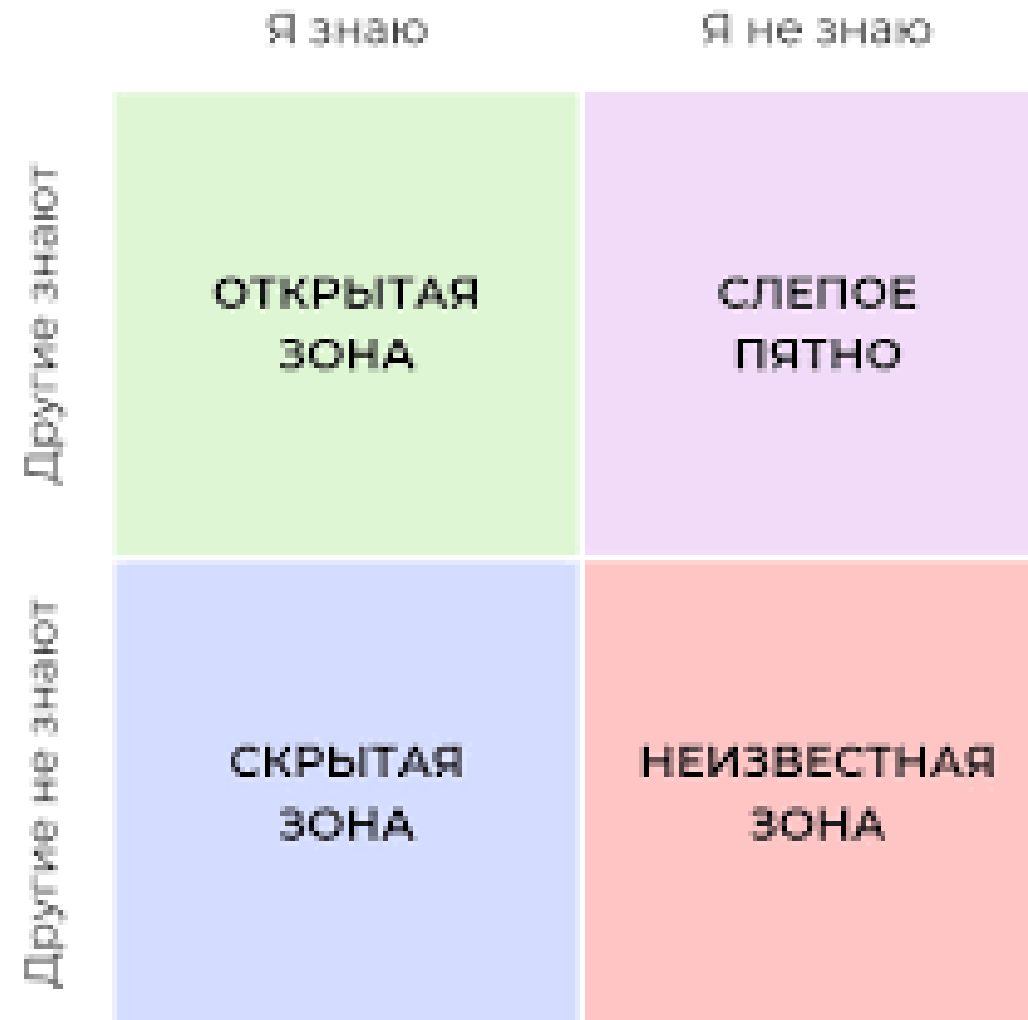 Я знаю
Я не знаю
Другие знают
ОТКРЫТАЯ
ЗОНА
СЛЕПОЕ
ПЯТНО
Другие не знают
СКРЫТАЯ
ЗОНА
НЕИЗВЕСТНАЯ
ЗОНА